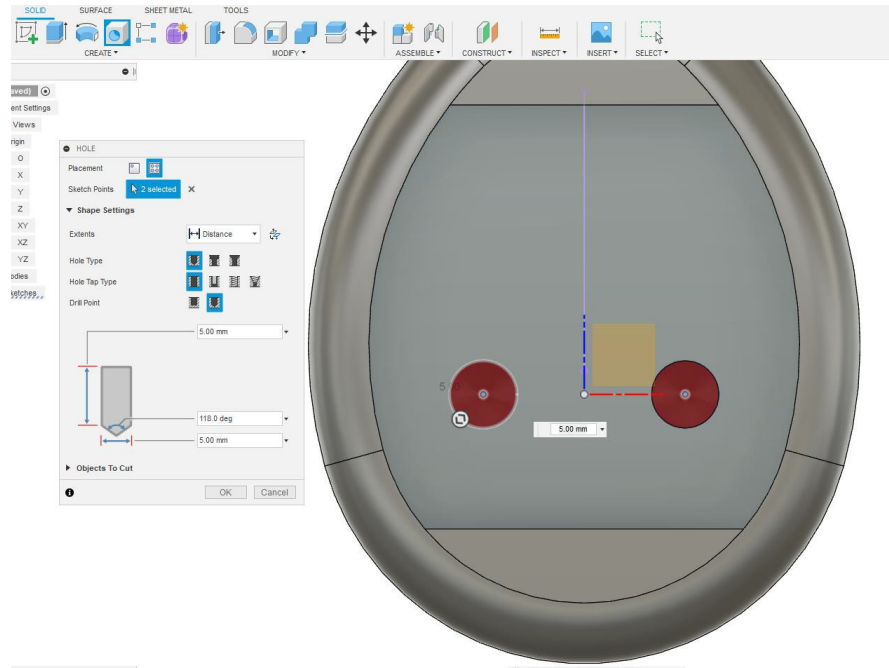 SOLID SURFACE SHEET METAL TOOLS
CREATE ▾ MODIFY ▾ ASSEMBLE ▾ CONSTRUCT ▾ INSPECT ▾ INSERT ▾ SELECT ▾
ent Settings
Views
rigin
O
X
Y
Z
XY
XZ
YZ
odies
ketches
HOLE
Placement
Sketch Points 2 selected
Shape Settings
Extents Distance
Hole Type
Hole Tap Type
Drill Point
5.00 mm
118.0 deg
5.00 mm
Objects To Cut
OK Cancel
5.00 mm